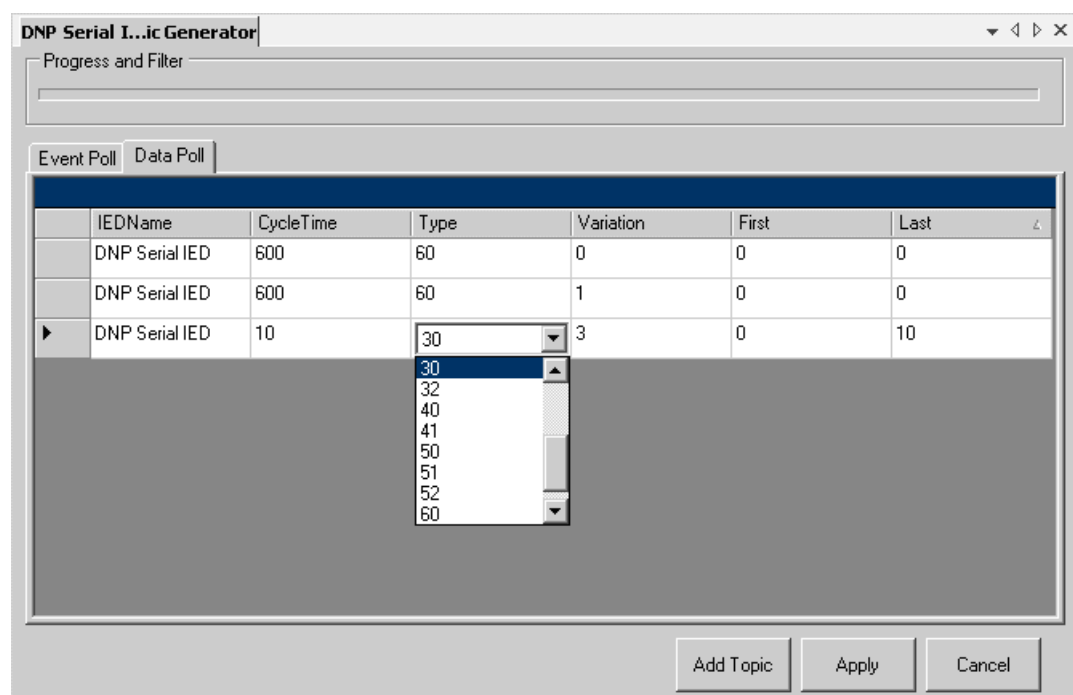 DNP Serial I...ic Generator
Progress and Filter
Event Poll Data Poll
IEDName CycleTime Type Variation First Last
DNP Serial IED 600 60 0 0 0
DNP Serial IED 600 60 1 0 0
DNP Serial IED 10 30 3 0 10
30
32
40
41
50
51
52
60
Add Topic Apply Cancel